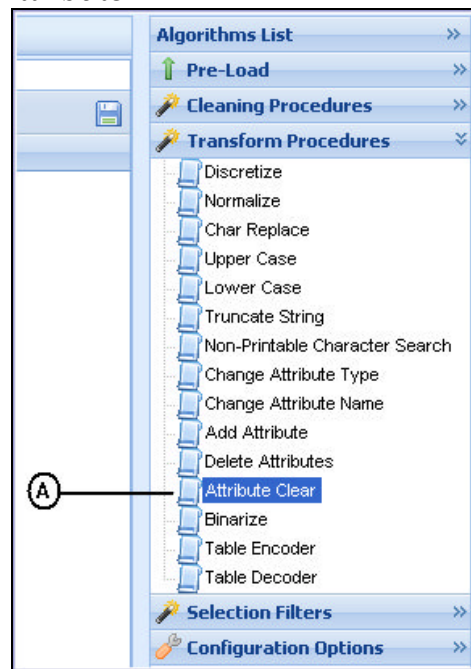 Algorithms List
Pre-Load
Cleaning Procedures
Transform Procedures
Discretize
Normalize
Char Replace
Upper Case
Lower Case
Truncate String
Non-Printable Character Search
Change Attribute Type
Change Attribute Name
Add Attribute
Delete Attributes
A Attribute Clear
Binarize
Table Encoder
Table Decoder
Selection Filters
Configuration Options